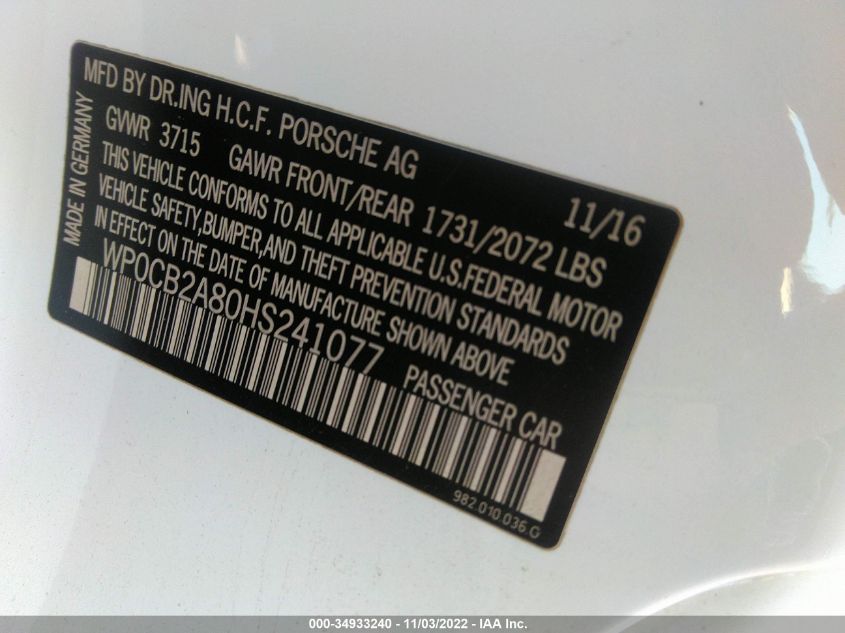 MFD BY DR.ING H.C.F. PORSCHE AG
11/16
GVWR 3715 GAWR FRONT/REAR 1731/2072 LBS
THIS VEHICLE CONFORMS TO ALL APPLICABLE U.S.FEDERAL MOTOR
VEHICLE SAFETY,BUMPER,AND THEFT PREVENTION STANDARDS
IN EFFECT ON THE DATE OF MANUFACTURE SHOWN ABOVE
WP0CB2A80HS241077
PASSENGER CAR
MADE IN GERMANY
982.010.036.G
000-34933240 - 11/03/2022 - IAA Inc.